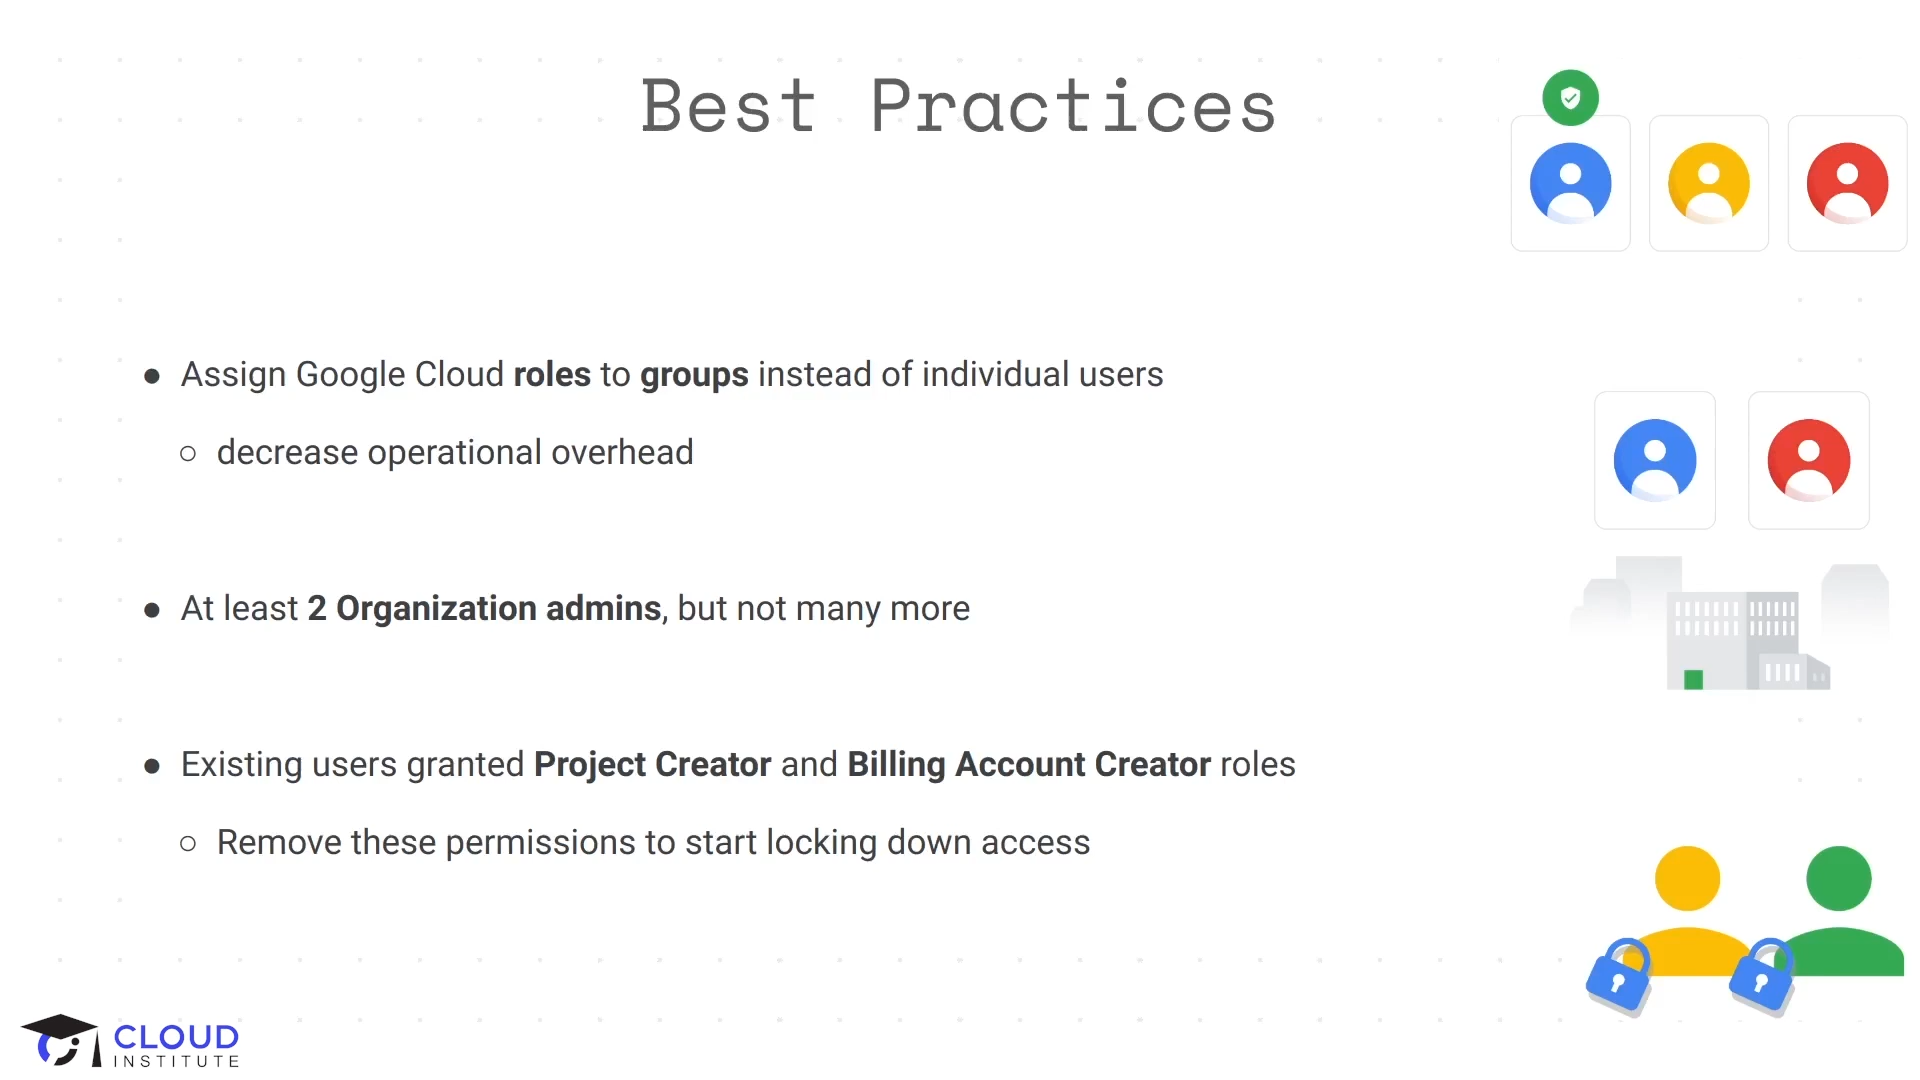 Best Practices
● Assign Google Cloud roles to groups instead of individual users
○ decrease operational overhead
● At least 2 Organization admins, but not many more
● Existing users granted Project Creator and Billing Account Creator roles
○ Remove these permissions to start locking down access
CLOUD
INSTITUTE